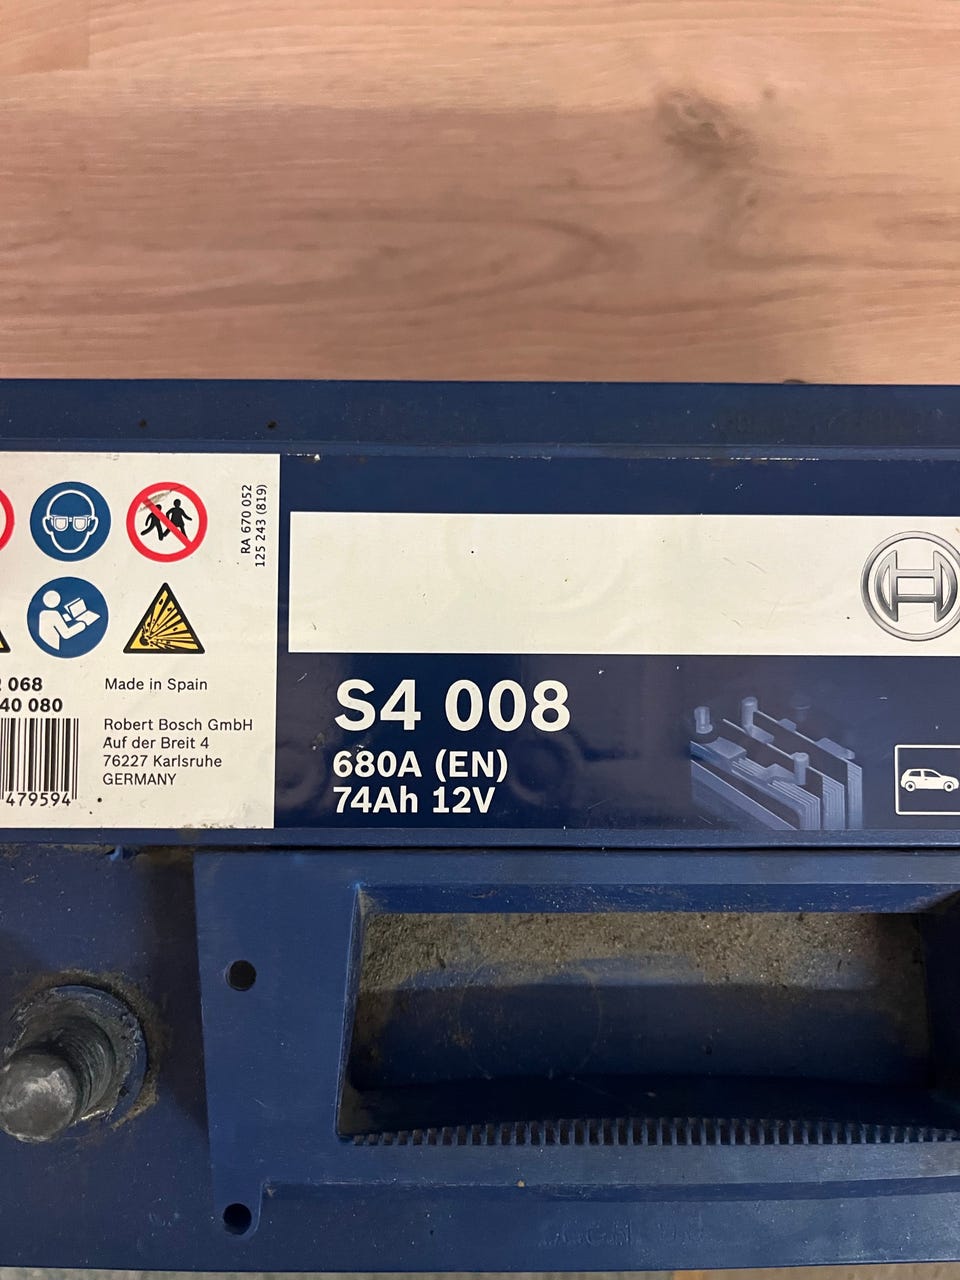 RA 670 052
125 243 (819)
068
40 080
479594
Made in Spain
Robert Bosch GmbH
Auf der Breit 4
76227 Karlsruhe
GERMANY
S4 008
680A (EN)
74Ah 12V